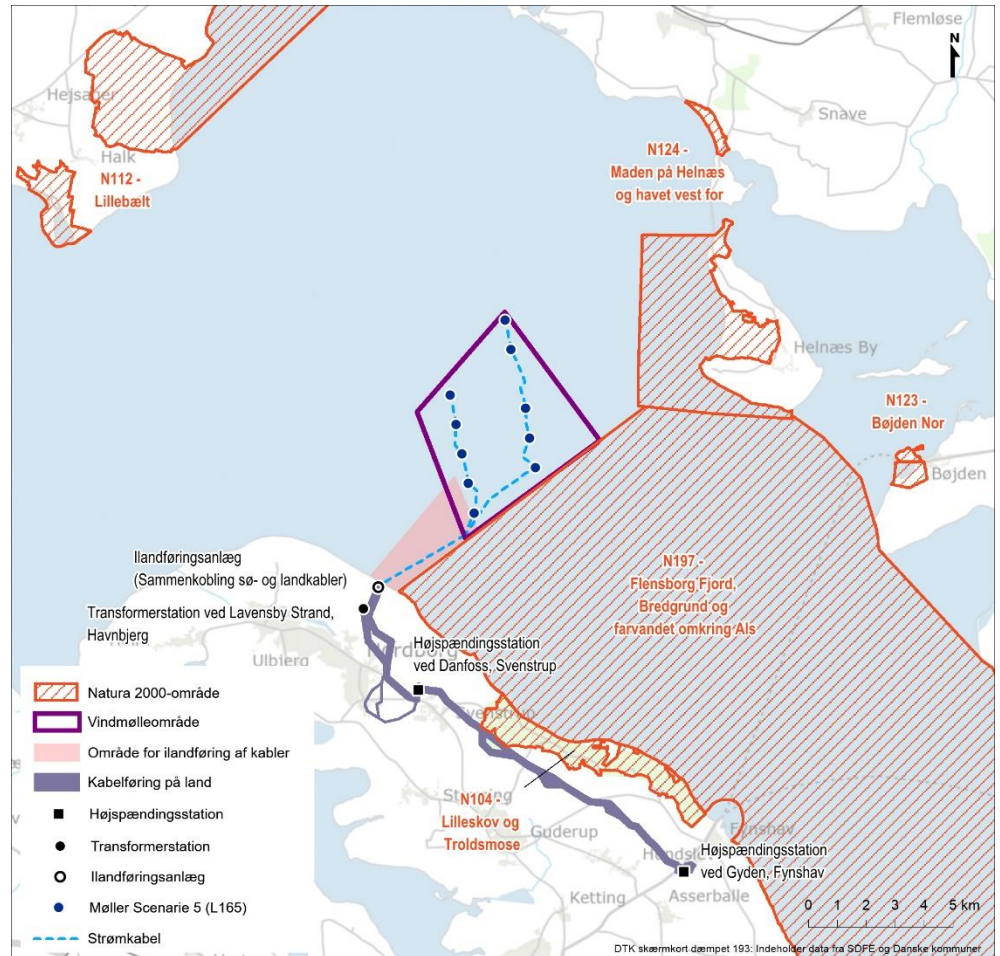 Flemløse
N
Hejsager
Snave
Halk
N112 -
Lillebælt
N124 -
Maden på Helnæs
og havet vest for
Helnæs By
N123 -
Bøjden Nor
Bøjden
Ilandføringsanlæg
(Sammenkobling sø- og landkabler)
Transformerstation ved Lavensby Strand,
Havnbjerg
N197 -
Flensborg Fjord,
Bredgrund og
farvandet omkring Als
Ulbjerg
Højspændingsstation
ved Danfoss, Svenstrup
N104 -
Lilleskov og
Troldsmose
Guderup
Fynshav
Højspændingsstation
ved Gyden, Fynshav
Ketting
Asserballe
Natura 2000-område
Vindmølleområde
Område for ilandføring af kabler
Kabelføring på land
Højspændingsstation
Transformerstation
Ilandføringsanlæg
Møller Scenarie 5 (L165)
Strømkabel
0 1 2 3 4 5 km
DTK skærmkort dæmpet 193: Indeholder data fra SDFE og Danske kommuner